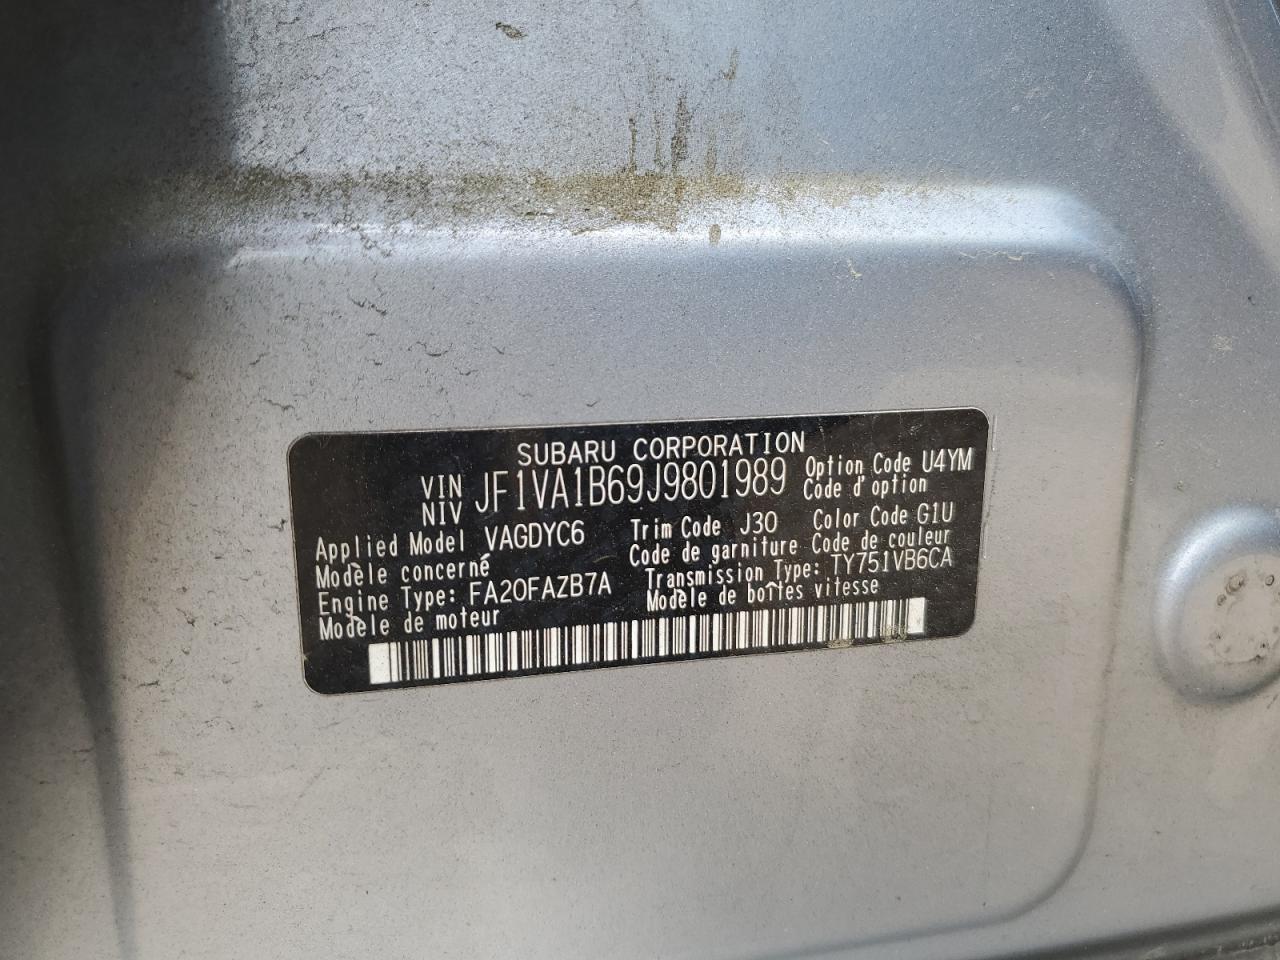 SUBARU CORPORATION
VIN
NIV
JF1VA1B69J9801989
Option Code U4YM
Code d'option
Applied Model VAGDYC6
Modèle concerné
Trim Code J30
Code de garniture
Color Code G1U
Code de couleur
Engine Type: FA20FAZB7A
Modèle de moteur
Transmission Type: TY751VB6CA
Modèle de boîtes vitesse